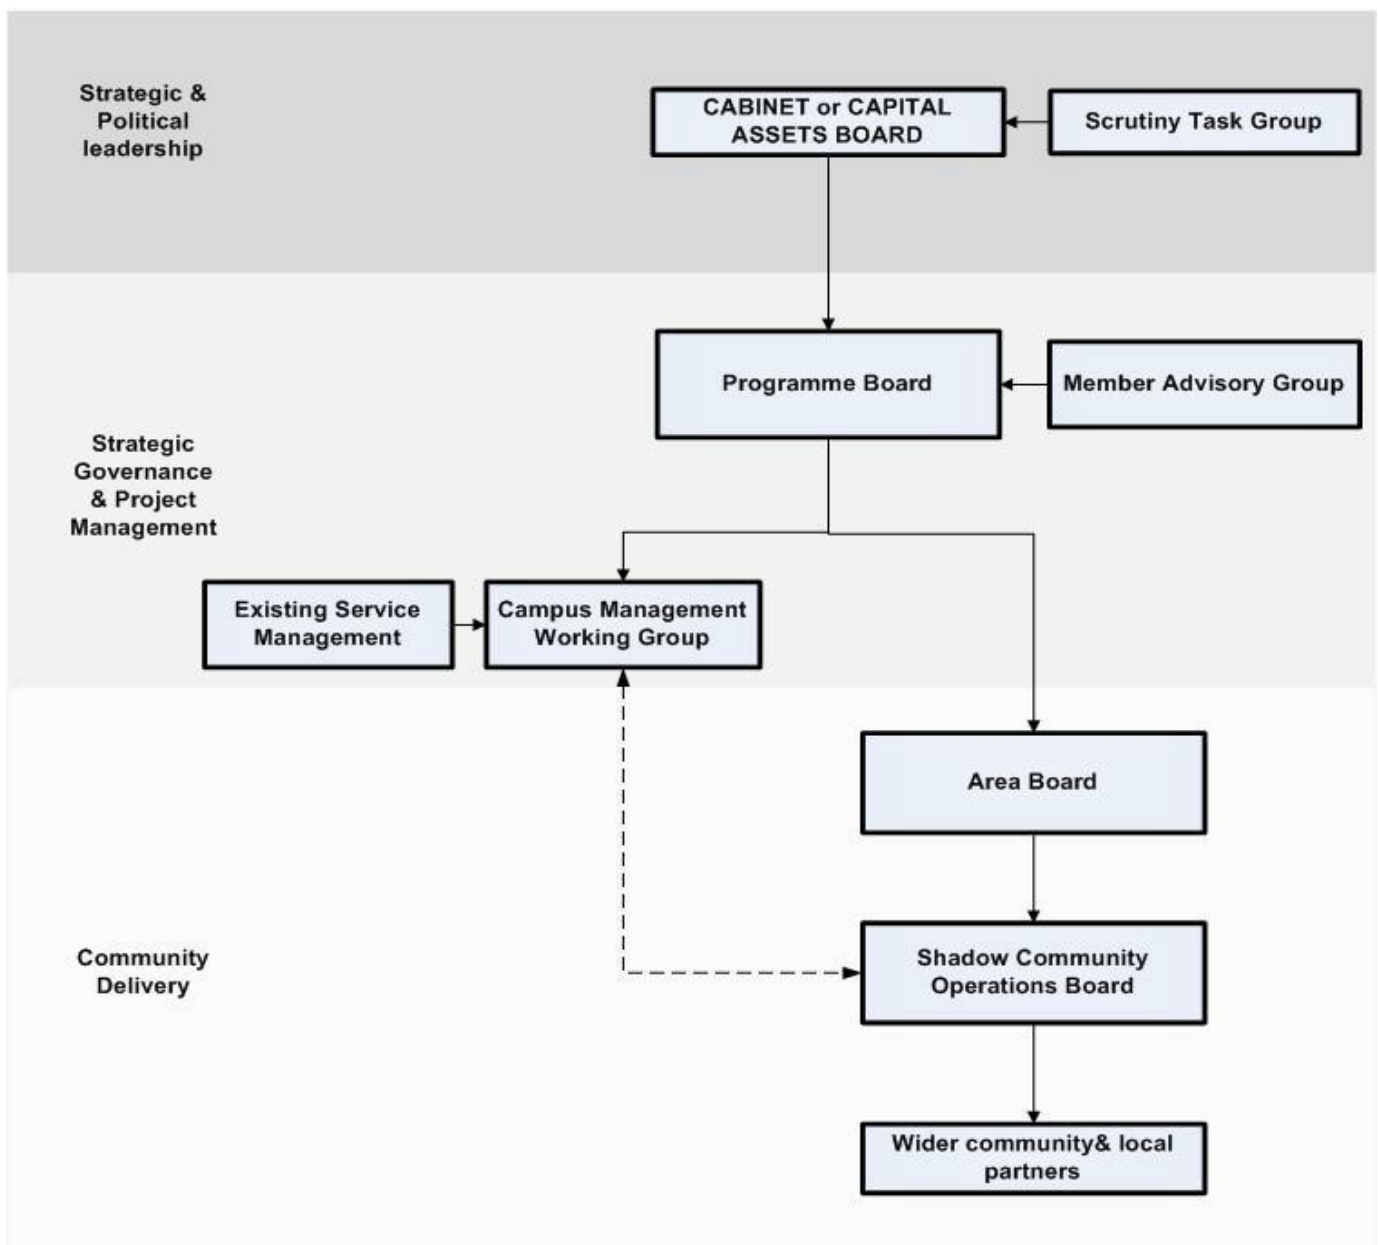 Strategic &
Political
leadership
CABINET or CAPITAL
ASSETS BOARD
Scrutiny Task Group
Programme Board
Member Advisory Group
Strategic
Governance
& Project
Management
Existing Service
Management
Campus Management
Working Group
Area Board
Community
Delivery
Shadow Community
Operations Board
Wider community& local
partners